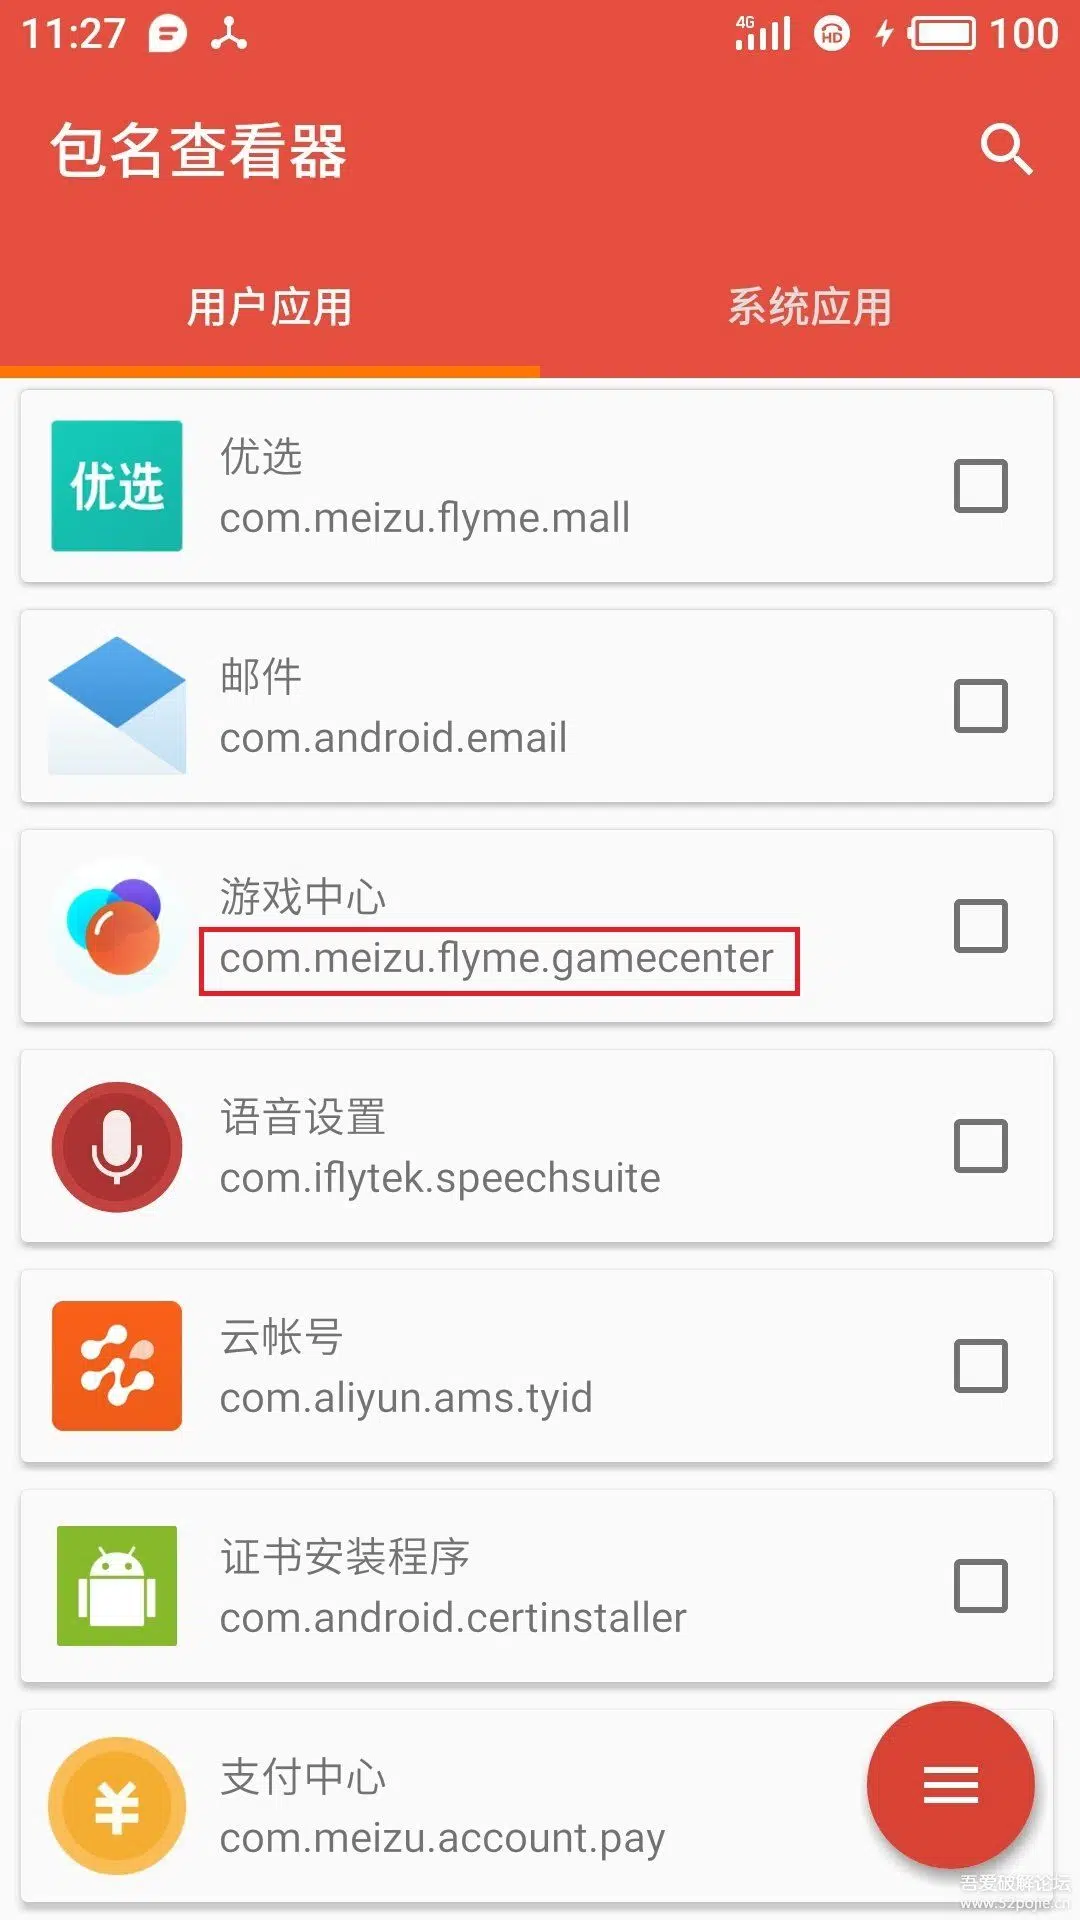 11:27
4G
HD
100
包名查看器
用户应用
系统应用
优选
优选
com.meizu.flyme.mall
邮件
com.android.email
游戏中心
com.meizu.flyme.gamecenter
语音设置
com.iflytek.speechsuite
云帐号
com.aliyun.ams.tyid
证书安装程序
com.android.certinstaller
支付中心
¥
com.meizu.account.pay
吾爱破解论坛
www.52pojie.cn